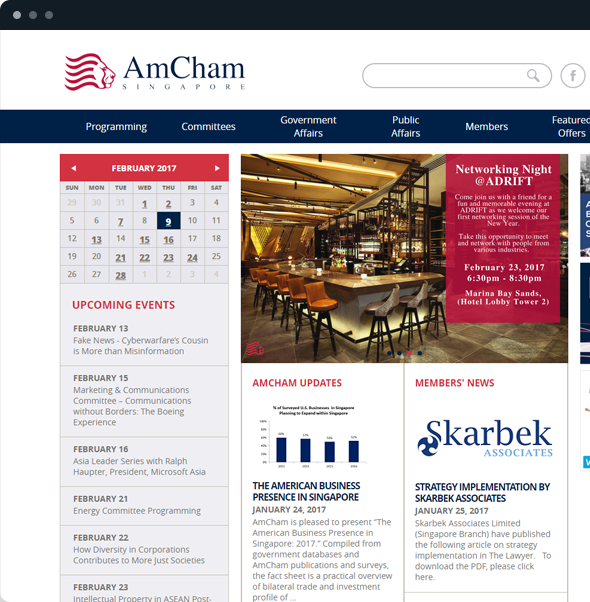 AmCham
SINGAPORE
Programming
Committees
Government
Affairs
Public
Affairs
Members
Featured
Offers
FEBRUARY 2017
SUN MON TUE WED THU FRI SAT
29 30 31 1 2 3 4
5 6 7 8 9 10 11
12 13 14 15 16 17 18
19 20 21 22 23 24 25
26 27 28 1 2 3 4
UPCOMING EVENTS
FEBRUARY 13
Fake News - Cyberwarfare's Cousin
is More than Misinformation
FEBRUARY 15
Marketing & Communications
Committee – Communications
without Borders: The Boeing
Experience
FEBRUARY 16
Asia Leader Series with Ralph
Haupter, President, Microsoft Asia
FEBRUARY 21
Energy Committee Programming
FEBRUARY 22
How Diversity in Corporations
Contributes to More Just Societies
FEBRUARY 23
Intellectual Property in ASEAN Post-
Networking Night
@ADRIFT
Come join us with a friend for a
fun and memorable evening at
ADRIFT as we welcome our
first networking session of the
New Year.
Take this opportunity to meet
and network with people from
various industries.
February 23, 2017
6:30pm - 8:30pm
Marina Bay Sands,
(Hotel Lobby Tower 2)
AMCHAM UPDATES
% of Surveyed U.S. Businesses in Singapore
Planning to Expand within Singapore
THE AMERICAN BUSINESS
PRESENCE IN SINGAPORE
JANUARY 24, 2017
AmCham is pleased to present "The
American Business Presence in
Singapore: 2017." Compiled from
government databases and
AmCham publications and surveys,
the fact sheet is a practical overview
of bilateral trade and investment
profile of ...
MEMBERS' NEWS
Skarbek
ASSOCIATES
STRATEGY IMPLEMENTATION BY
SKARBEK ASSOCIATES
JANUARY 25, 2017
Skarbek Associates Limited
(Singapore Branch) have published
the following article on strategy
implementation in The Lawyer. To
download the PDF, please click
here.